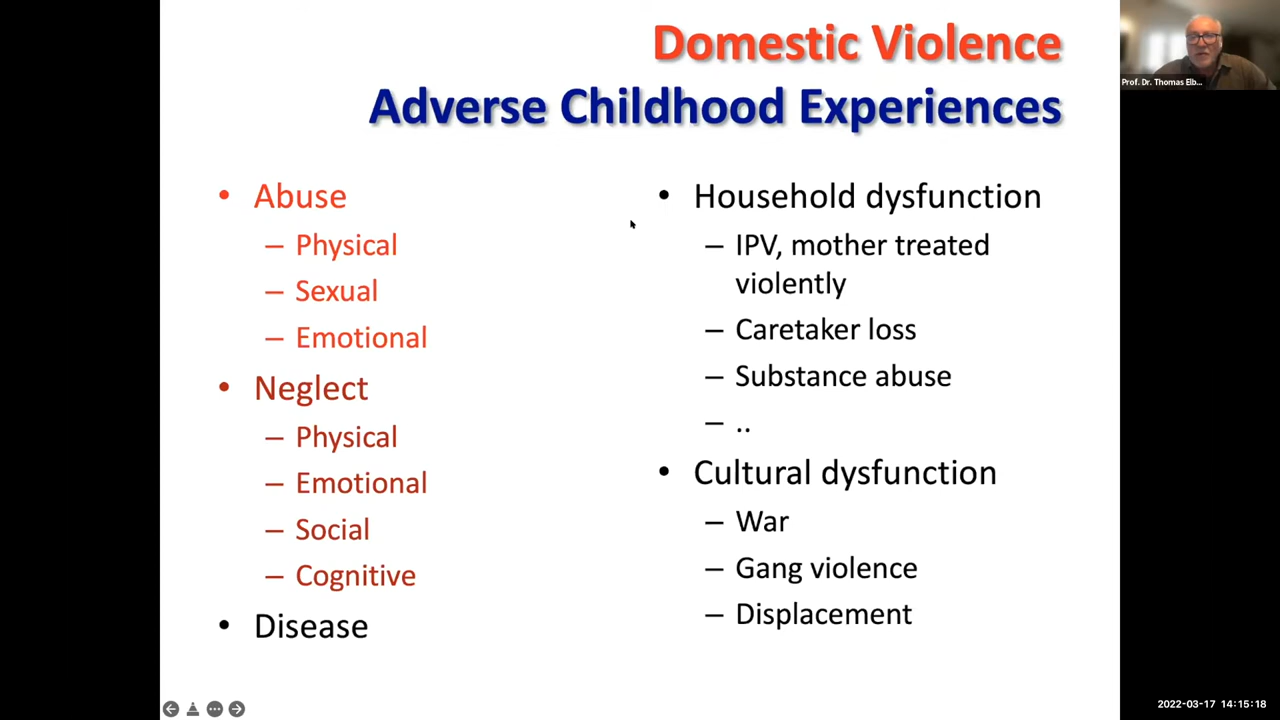 Domestic Violence
Adverse Childhood Experiences
• Abuse
– Physical
– Sexual
– Emotional
• Neglect
– Physical
– Emotional
– Social
– Cognitive
• Disease
• Household dysfunction
– IPV, mother treated
violently
– Caretaker loss
– Substance abuse
– ..
• Cultural dysfunction
– War
– Gang violence
– Displacement
Prof. Dr. Thomas Elb...
2022-03-17 14:15:18